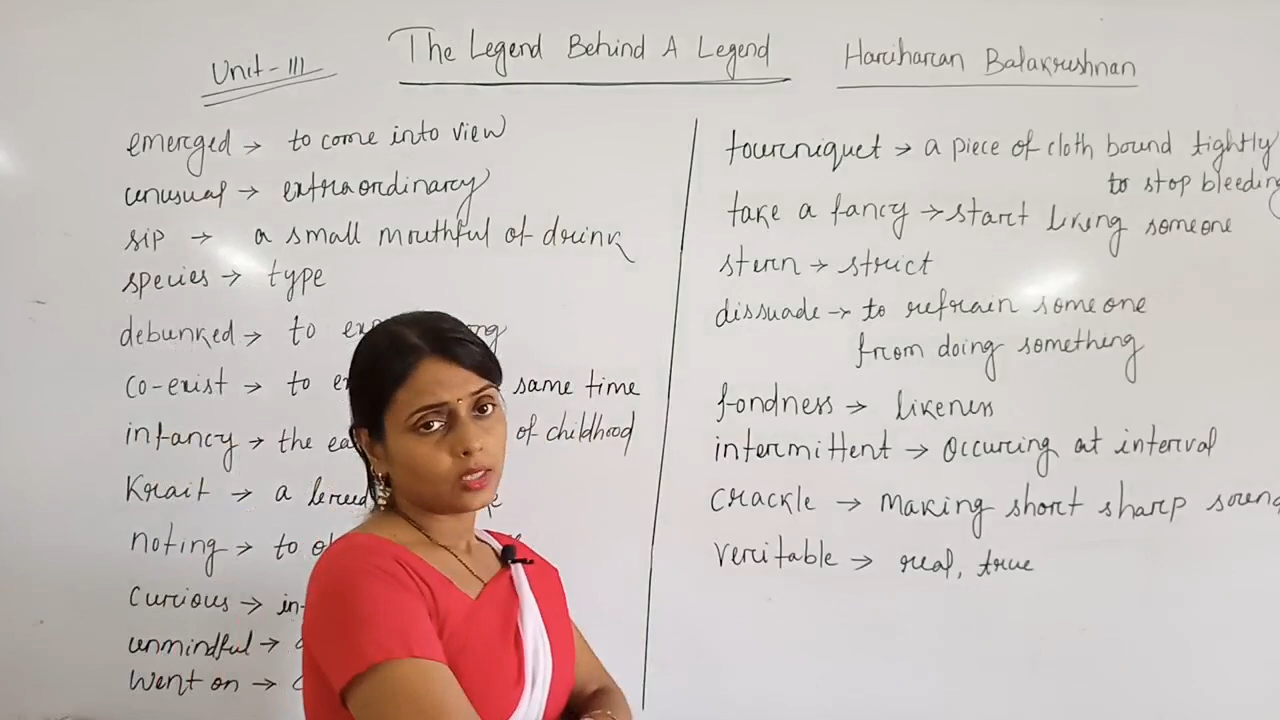 Unit-III The Legend Behind A Legend Hariharan Balakrushnan
emerged → to come into view
unusual → extraordinary
sip → a small mouthful of drink
species → type
debunked → to
co-exist → to same time
infancy → the of childhood
Krait → a
noting → to
curious →
unmindful →
went on →
tourniquet → a piece of cloth bound tightly
to stop bleeding
take a fancy → start liking someone
stern → strict
dissuade → to refrain someone
from doing something
fondness → likeness
intermittent → occuring at interval
crackle → making short sharp sound
veritable → real, true